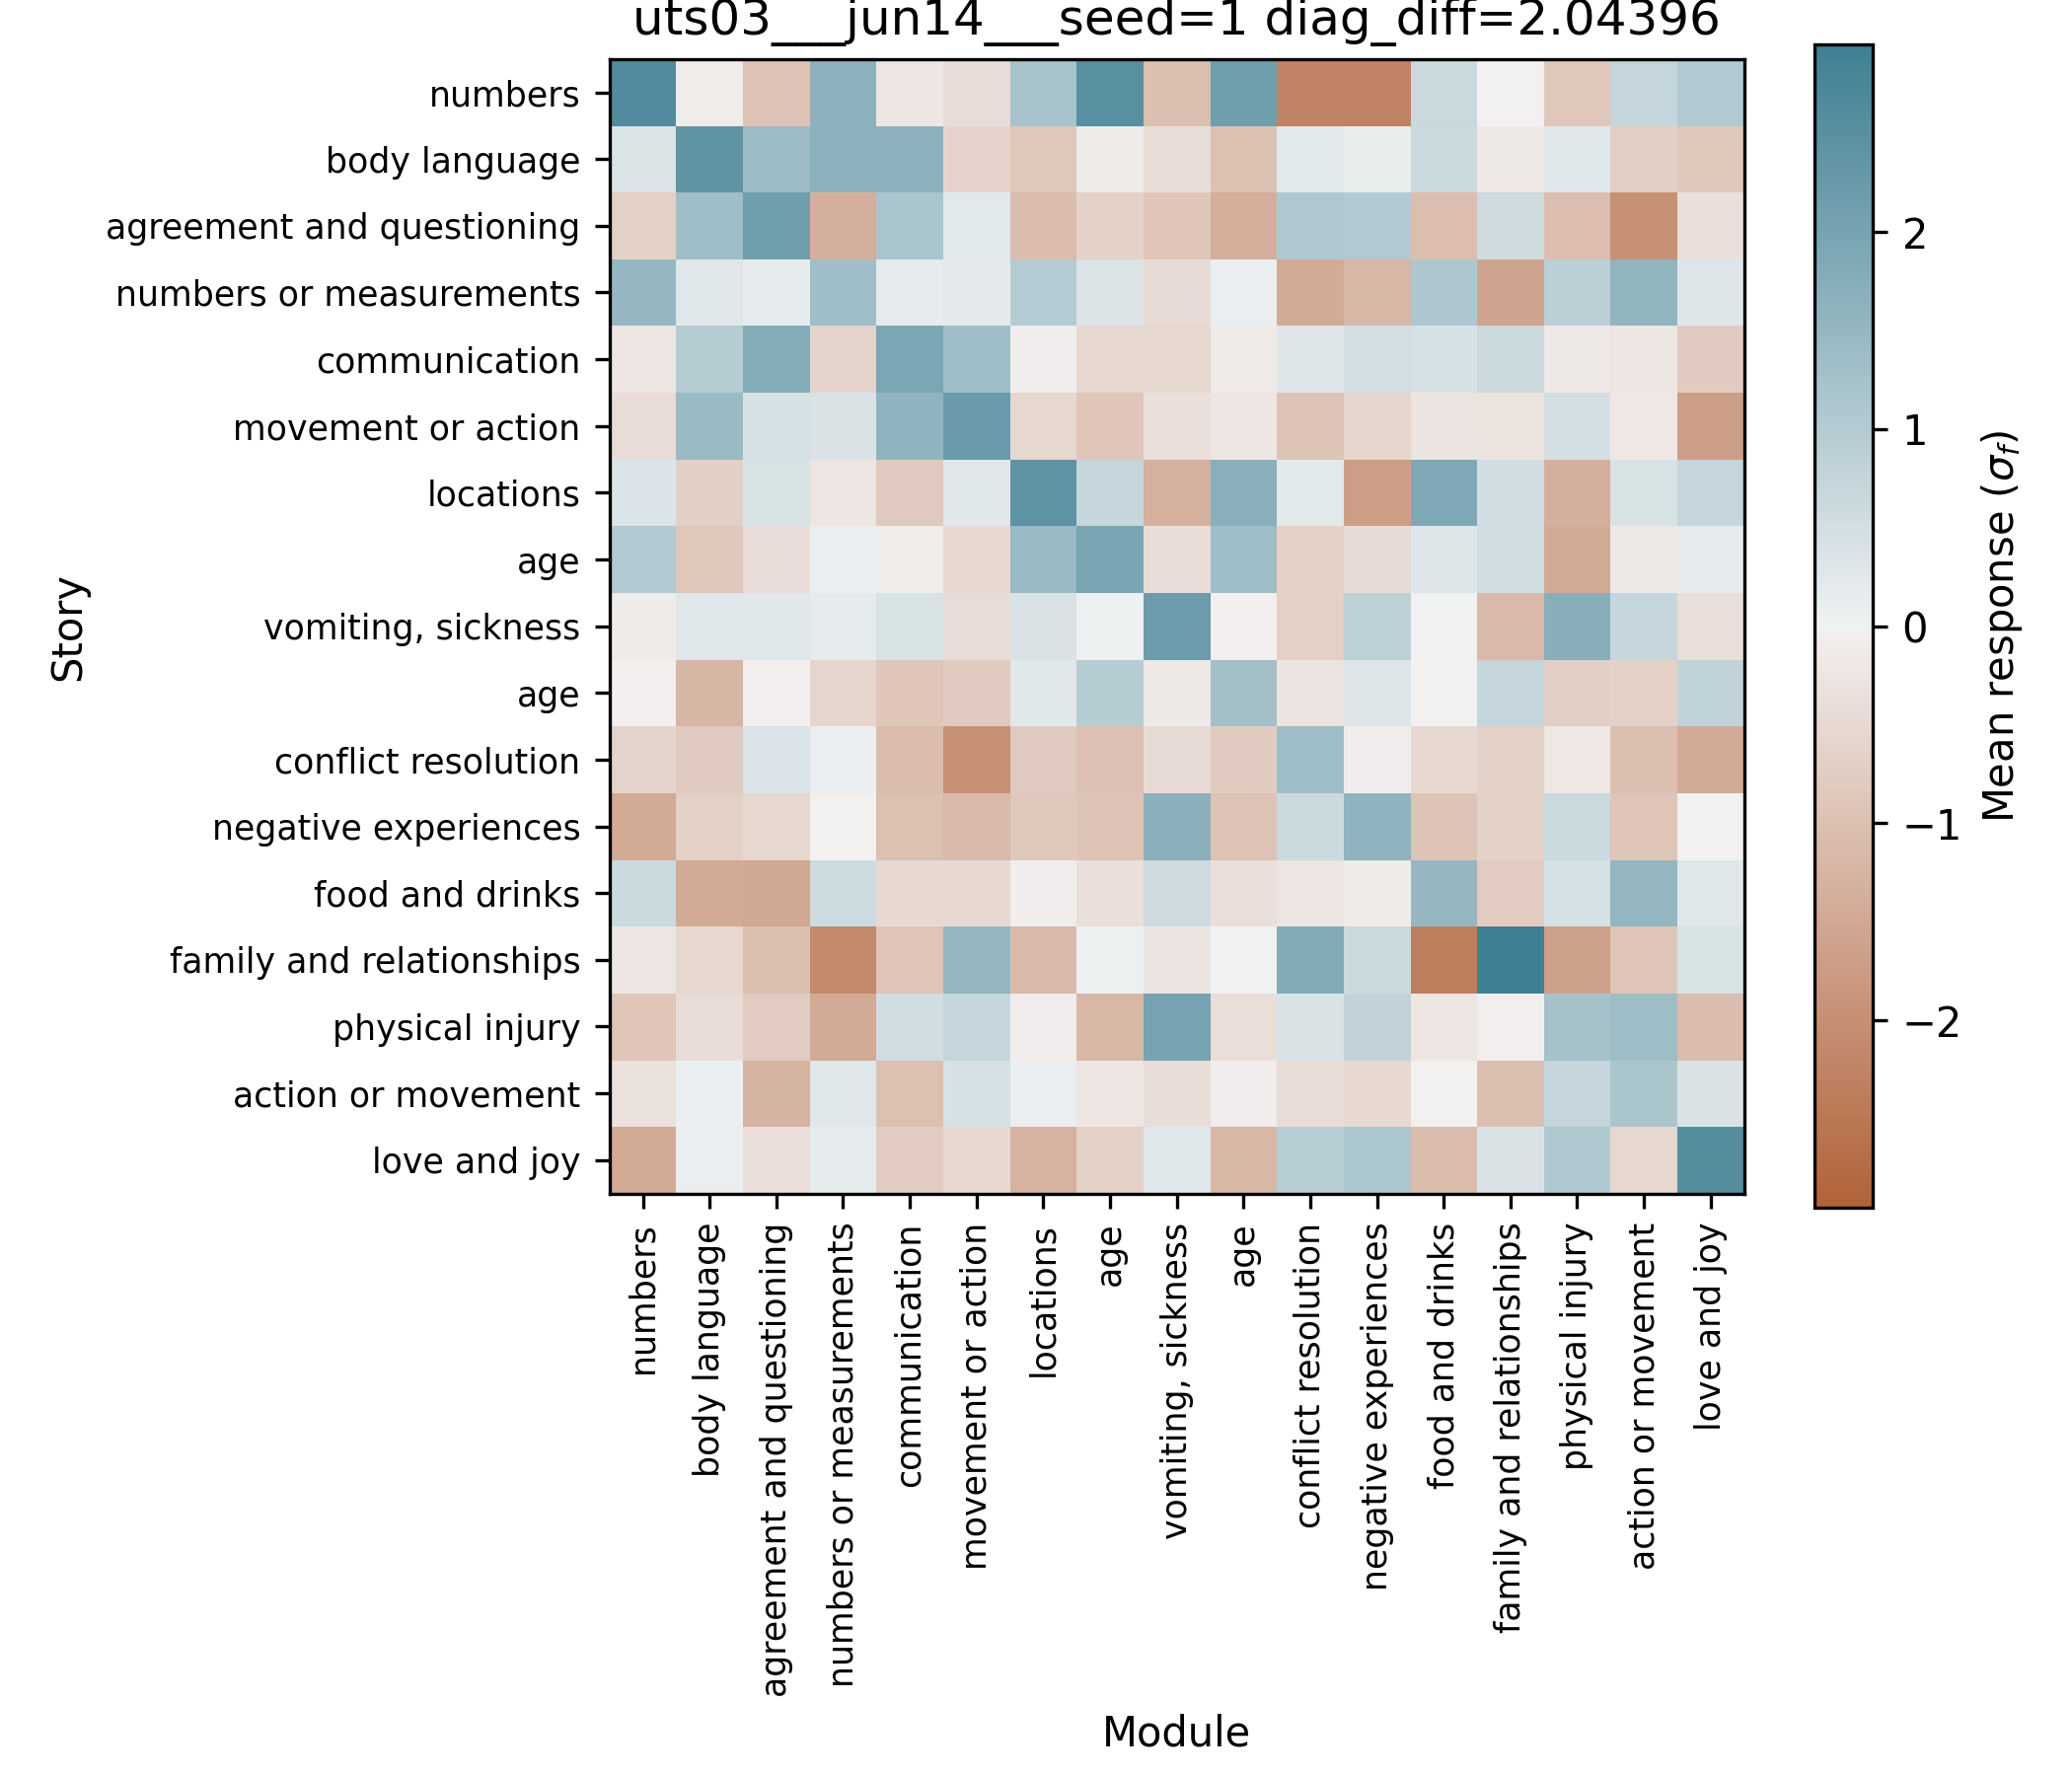 uts03___jun14___seed=1 diag_diff=2.04396
numbers
body language
agreement and questioning
numbers or measurements
communication
movement or action
locations
age
vomiting, sickness
age
conflict resolution
negative experiences
food and drinks
family and relationships
physical injury
action or movement
love and joy
Story
numbers
body language
agreement and questioning
numbers or measurements
communication
movement or action
locations
age
vomiting, sickness
age
conflict resolution
negative experiences
food and drinks
family and relationships
physical injury
action or movement
love and joy
Module
2
1
0
−1
−2
Mean response (σf)